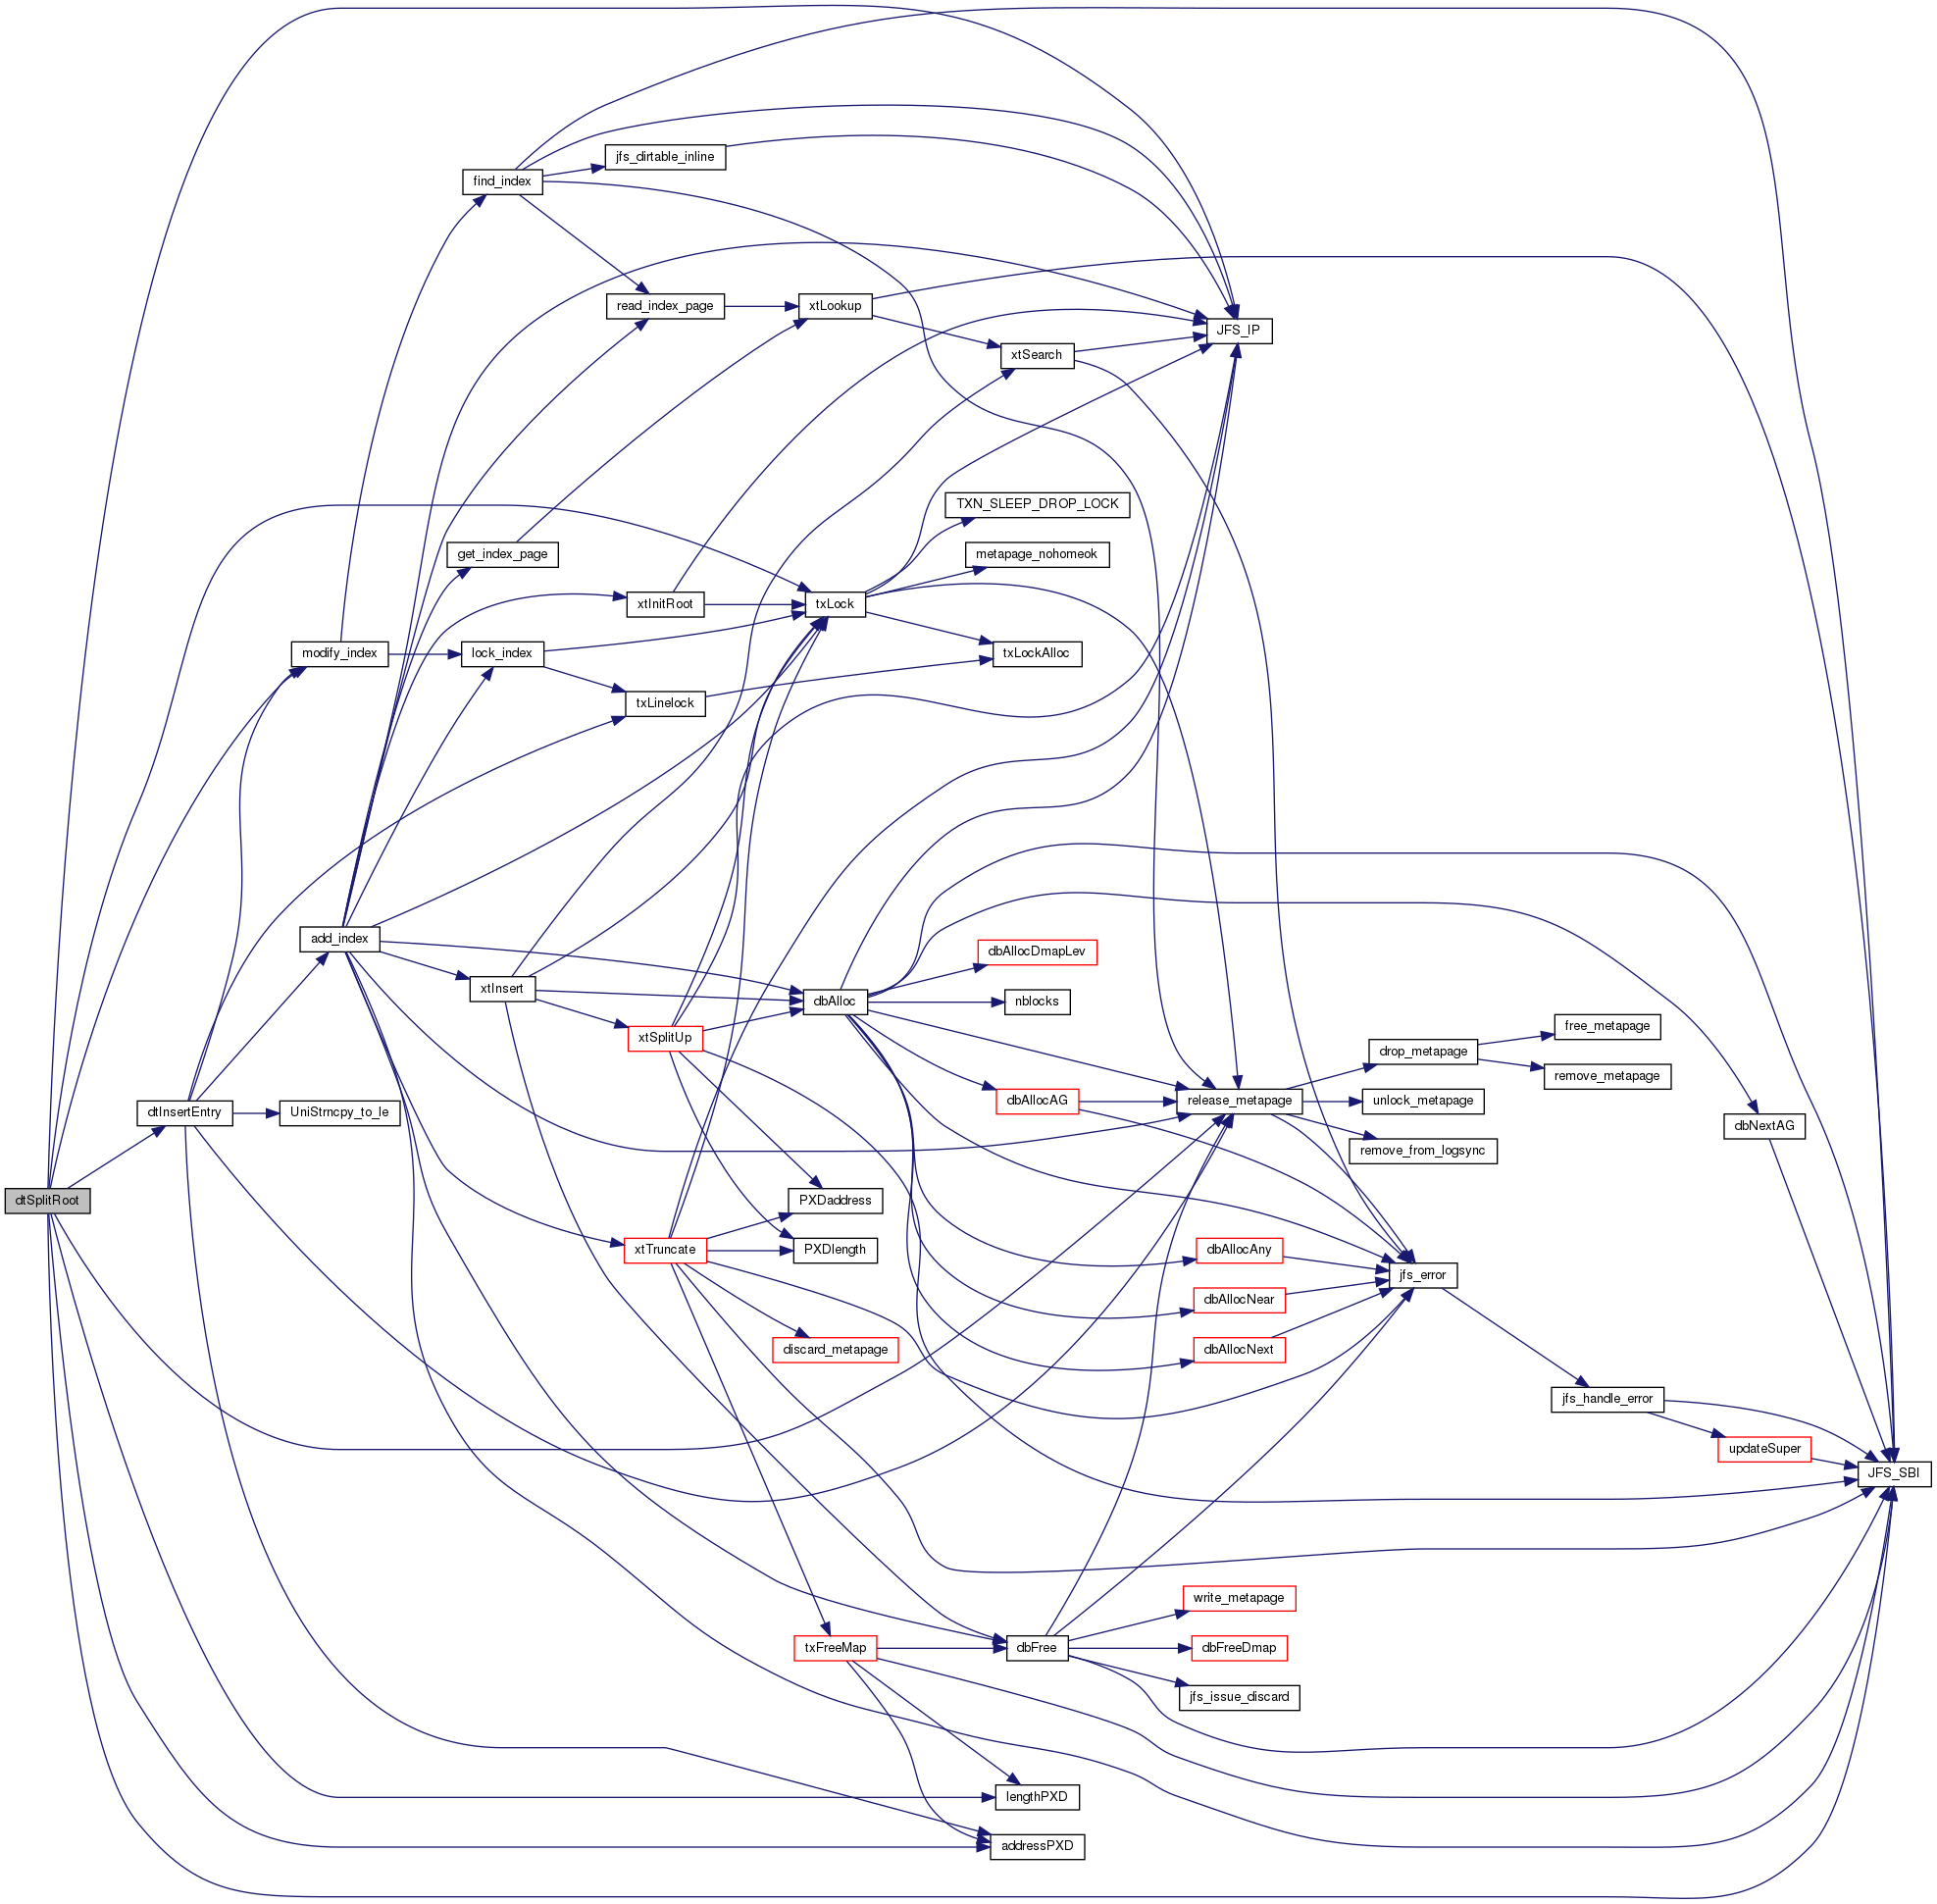 jfs_dirtable_inline
find_index
read_index_page
xtLookup
JFS_IP
xtSearch
TXN_SLEEP_DROP_LOCK
get_index_page
metapage_nohomeok
xtInitRoot
txLock
modify_index
lock_index
txLockAlloc
txLinelock
add_index
dbAllocDmapLev
xtInsert
dbAlloc
nblocks
free_metapage
xtSplitUp
drop_metapage
remove_metapage
dtInsertEntry
UniStrncpy_to_le
dbAllocAG
release_metapage
unlock_metapage
dbNextAG
remove_from_logsync
dtSplitRoot
PXDaddress
xtTruncate
PXDlength
dbAllocAny
jfs_error
dbAllocNear
discard_metapage
dbAllocNext
jfs_handle_error
updateSuper
JFS_SBI
write_metapage
txFreeMap
dbFree
dbFreeDmap
jfs_issue_discard
lengthPXD
addressPXD